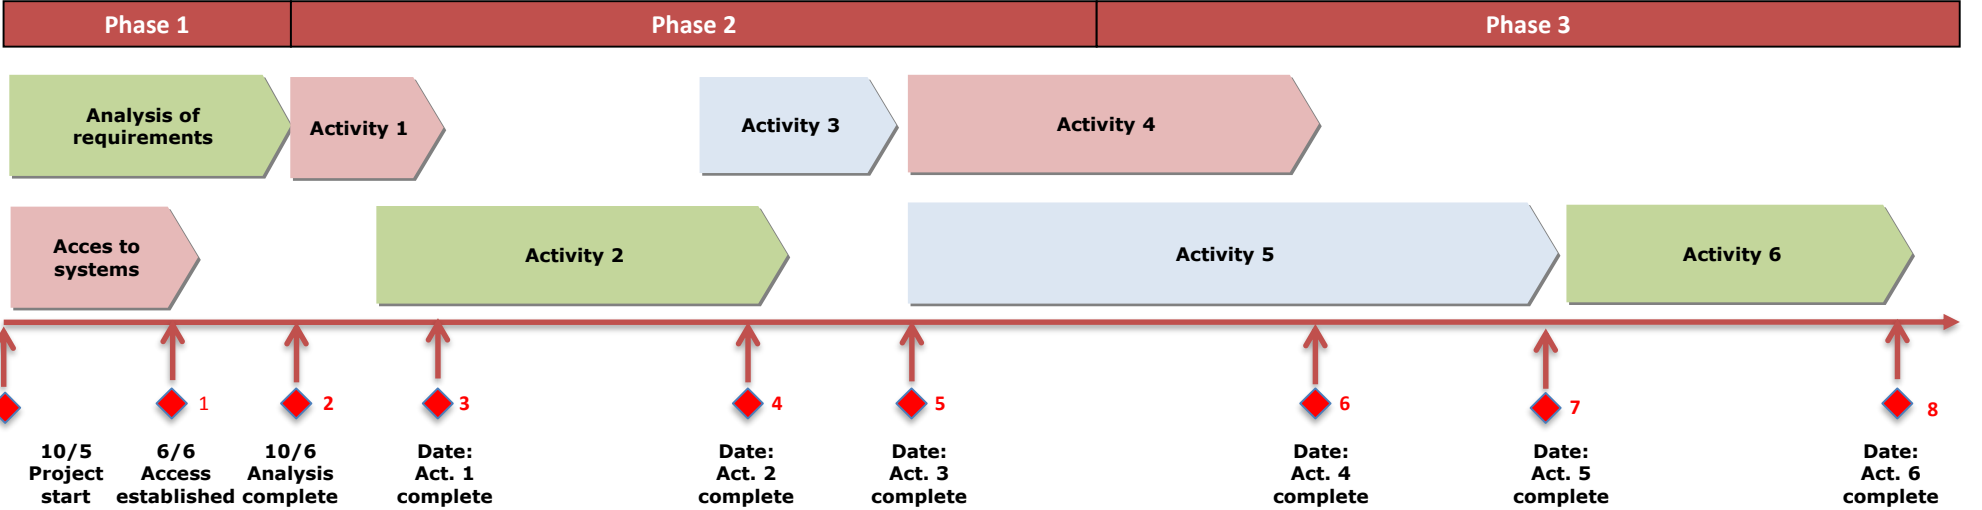 Phase 1
Phase 2
Phase 3
Analysis of
requirements
Activity 1
Activity 3
Activity 4
Acces to
systems
Activity 2
Activity 5
Activity 6
1
2
3
4
5
6
7
8
10/5
Project
start
6/6
Access
established
10/6
Analysis
complete
Date:
Act. 1
complete
Date:
Act. 2
complete
Date:
Act. 3
complete
Date:
Act. 4
complete
Date:
Act. 5
complete
Date:
Act. 6
complete